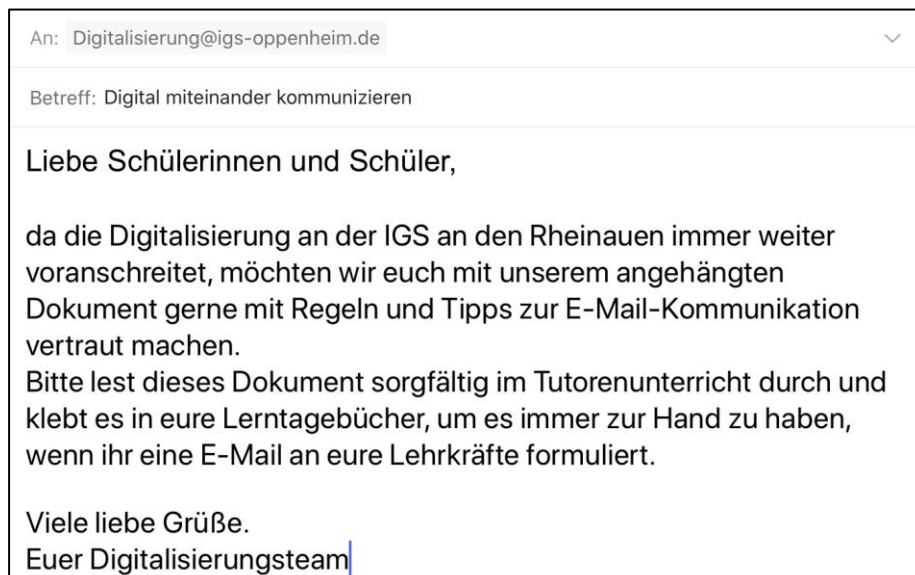 An: Digitalisierung@igs-oppenheim.de
Betreff: Digital miteinander kommunizieren
Liebe Schülerinnen und Schüler,
da die Digitalisierung an der IGS an den Rheinauen immer weiter
voranschreitet, möchten wir euch mit unserem angehängten
Dokument gerne mit Regeln und Tipps zur E-Mail-Kommunikation
vertraut machen.
Bitte lest dieses Dokument sorgfältig im Tutorenunterricht durch und
klebt es in eure Lerntagebücher, um es immer zur Hand zu haben,
wenn ihr eine E-Mail an eure Lehrkräfte formuliert.
Viele liebe Grüße.
Euer Digitalisierungsteam